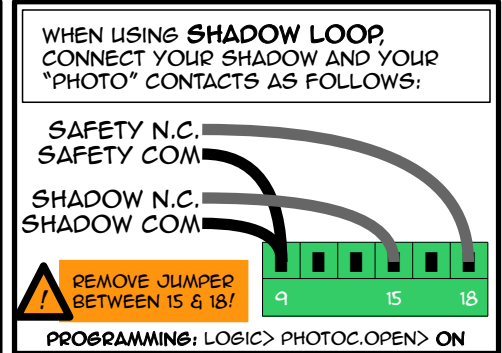 WHEN USING SHADOW LOOP,
CONNECT YOUR SHADOW AND YOUR
"PHOTO" CONTACTS AS FOLLOWS:
SAFETY N.C.
SAFETY COM
SHADOW N.C.
SHADOW COM
!
REMOVE JUMPER
BETWEEN 15 & 18!
9 15 18
PROGRAMMING: LOGIC> PHOTOC.OPEN> ON